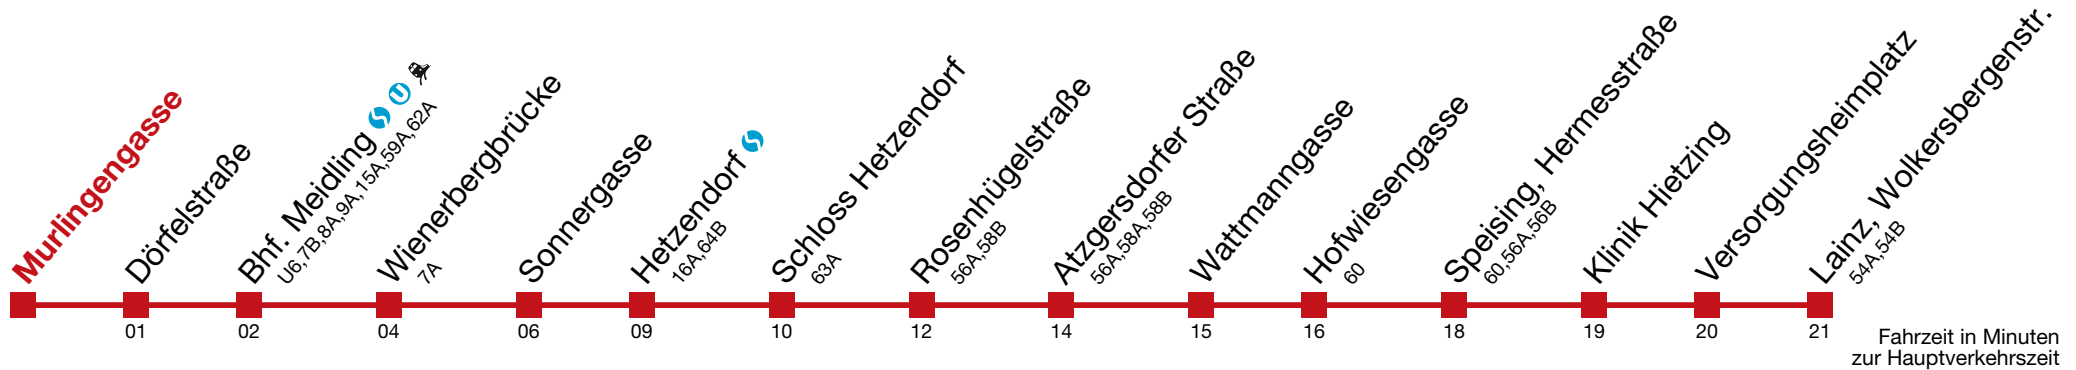 Murlingengasse
Dörfelstraße
Bhf. Meidling
U6,7B,8A,9A,15A,59A,62A
Wienerbergbrücke
7A
Sonnergasse
Hetzendorf
16A,64B
Schloss Hetzendorf
63A
Rosenhügelstraße
56A,58B
Atzgersdorfer Straße
56A,58A,58B
Wattmanngasse
Hofwiesengasse
60
Speising, Hermesstraße
60,56A,56B
Klinik Hietzing
Versorgungsheimplatz
Lainz, Wolkersbergenstr.
54A,54B
01 02 04 06 09 10 12 14 15 16 18 19 20 21
Fahrzeit in Minuten
zur Hauptverkehrszeit